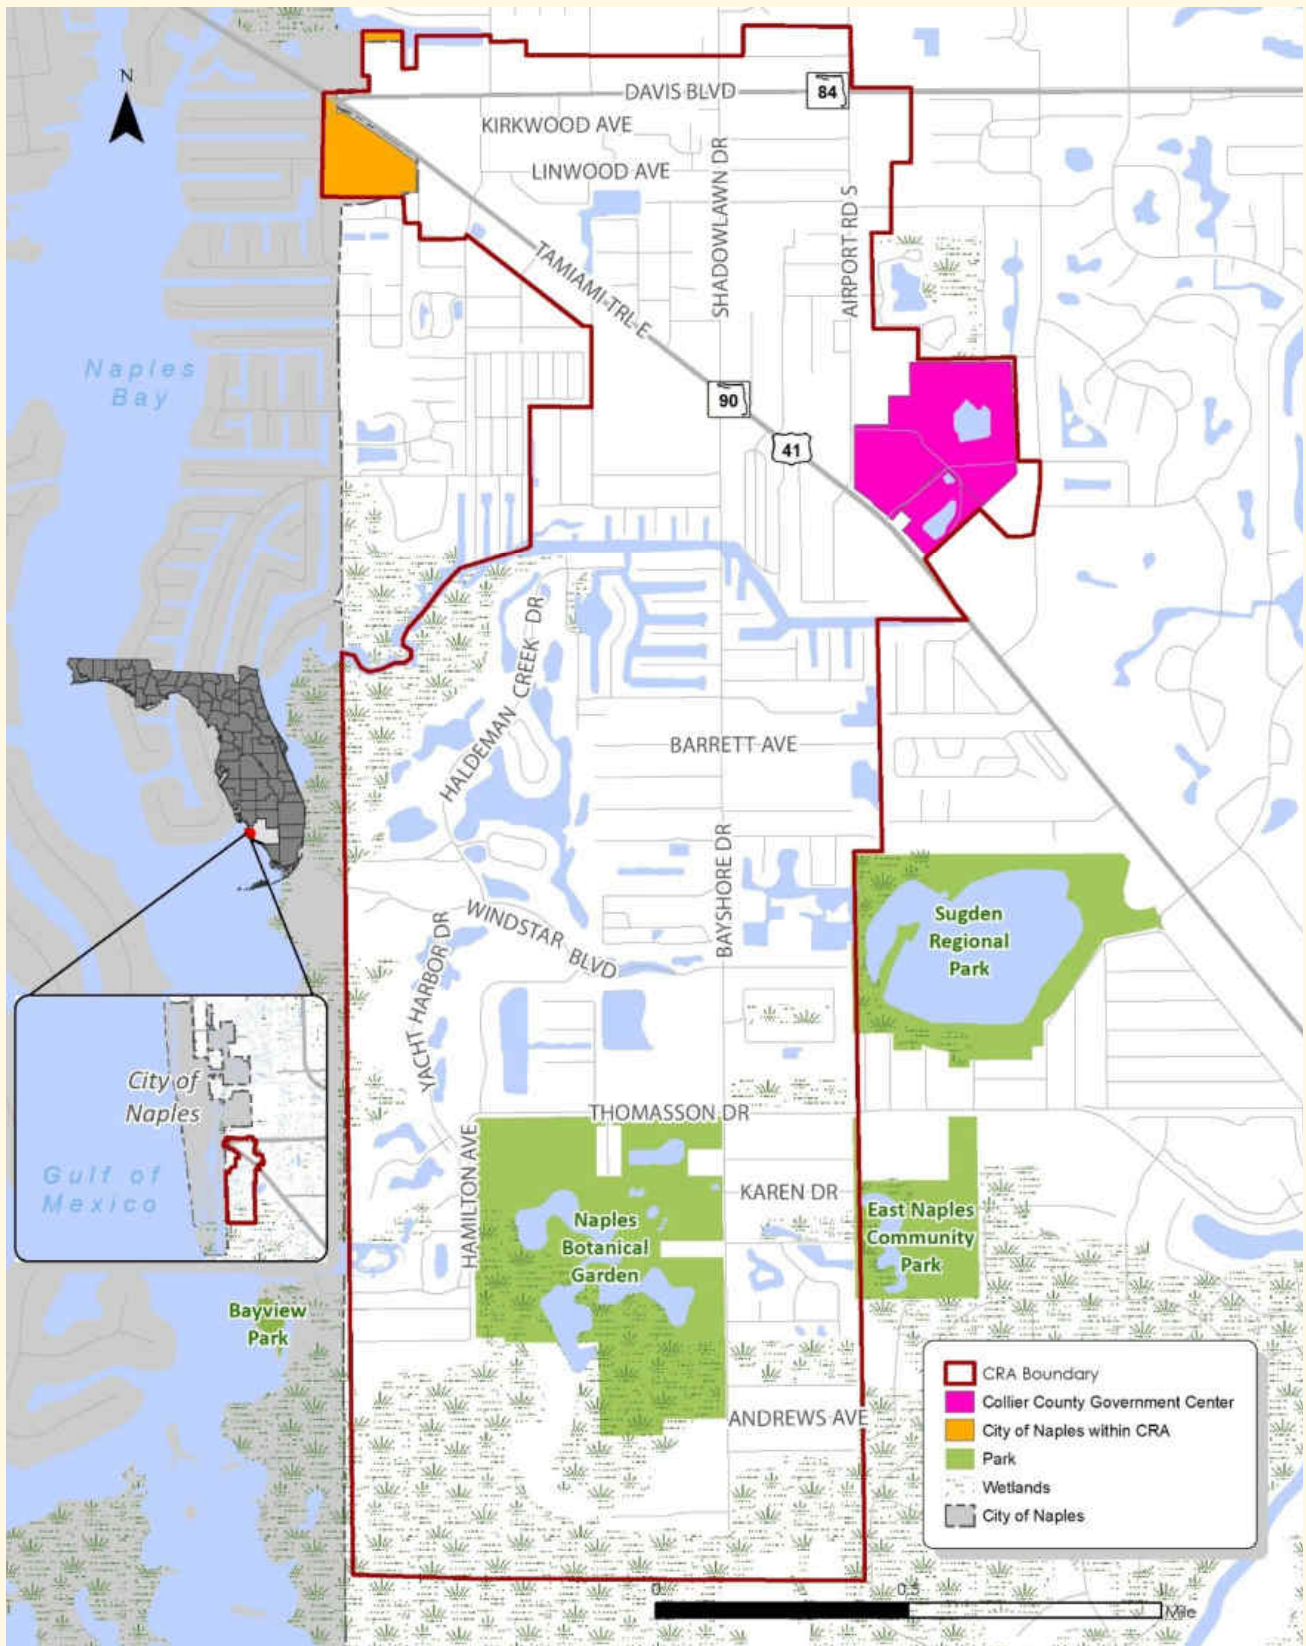 N
DAVIS BLVD
84
KIRKWOOD AVE
LINWOOD AVE
SHADOWLAWN DR
AIRPORT RD S
TAMIAMI TRL E
Naples
Bay
90
41
HALDEMAN CREEK DR
BARRETT AVE
BAYSHORE DR
WINDSTAR BLVD
YACHT HARBOR DR
Sugden
Regional
Park
City of
Naples
Gulf of
Mexico
THOMASSON DR
HAMILTON AVE
KAREN DR
Naples
Botanical
Garden
East Naples
Community
Park
Bayview
Park
ANDREWS AVE
CRA Boundary
Collier County Government Center
City of Naples within CRA
Park
Wetlands
City of Naples
0 0.5 1
Mile